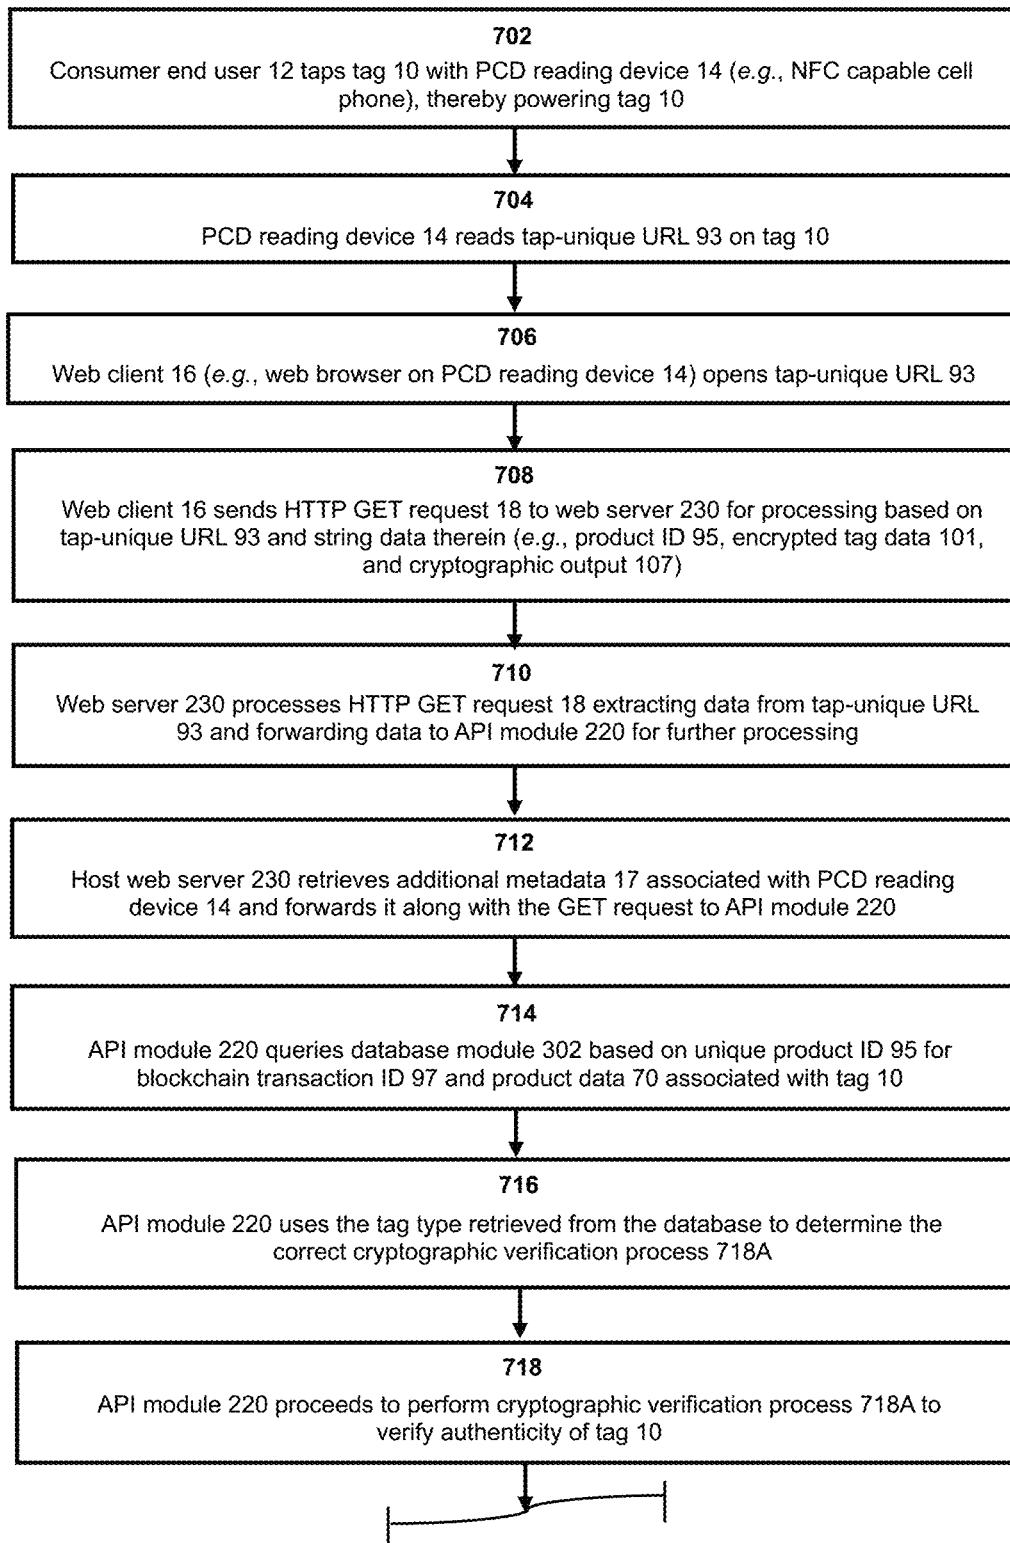 702
Consumer end user 12 taps tag 10 with PCD reading device 14 (e.g., NFC capable cell
phone), thereby powering tag 10
704
PCD reading device 14 reads tap-unique URL 93 on tag 10
706
Web client 16 (e.g., web browser on PCD reading device 14) opens tap-unique URL 93
708
Web client 16 sends HTTP GET request 18 to web server 230 for processing based on
tap-unique URL 93 and string data therein (e.g., product ID 95, encrypted tag data 101,
and cryptographic output 107)
710
Web server 230 processes HTTP GET request 18 extracting data from tap-unique URL
93 and forwarding data to API module 220 for further processing
712
Host web server 230 retrieves additional metadata 17 associated with PCD reading
device 14 and forwards it along with the GET request to API module 220
714
API module 220 queries database module 302 based on unique product ID 95 for
blockchain transaction ID 97 and product data 70 associated with tag 10
716
API module 220 uses the tag type retrieved from the database to determine the
correct cryptographic verification process 718A
718
API module 220 proceeds to perform cryptographic verification process 718A to
verify authenticity of tag 10